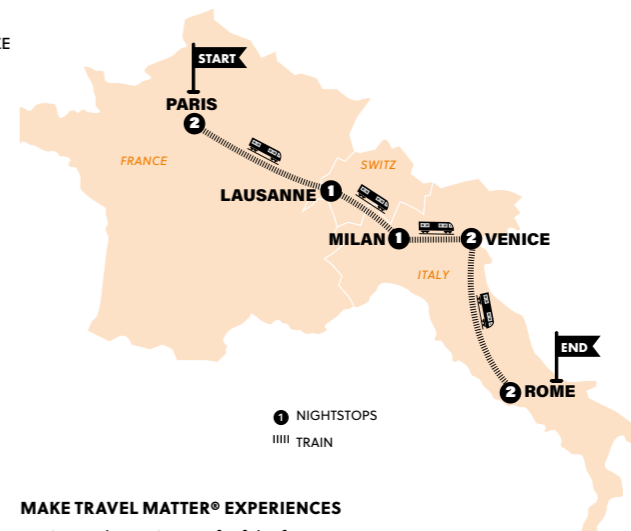 START
PARIS
2
FRANCE
SWITZ
LAUSANNE 1
MILAN 1
2 VENICE
ITALY
END
2 ROME
1 NIGHTSTOPS
TRAIN
MAKE TRAVEL MATTER® EXPERIENCES